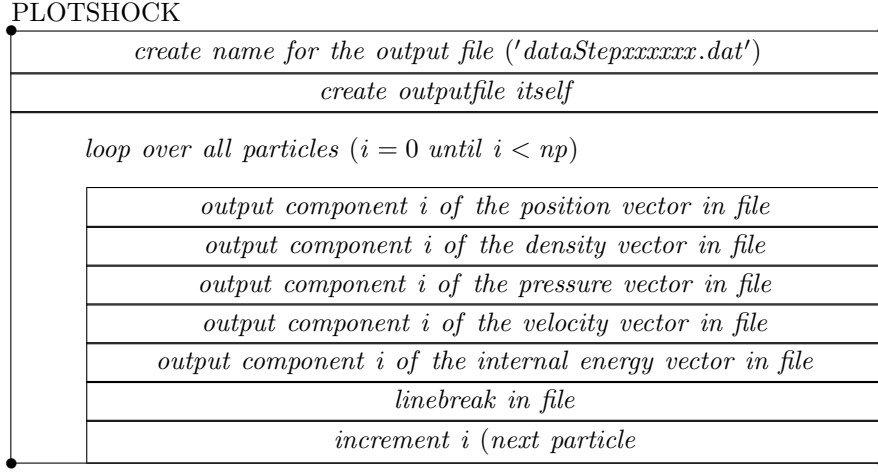 PLOTSHOCK
create name for the output file ('dataStepxxxxxx.dat')
create outputfile itself
loop over all particles (i = 0 until i < np)
output component i of the position vector in file
output component i of the density vector in file
output component i of the pressure vector in file
output component i of the velocity vector in file
output component i of the internal energy vector in file
linebreak in file
increment i (next particle